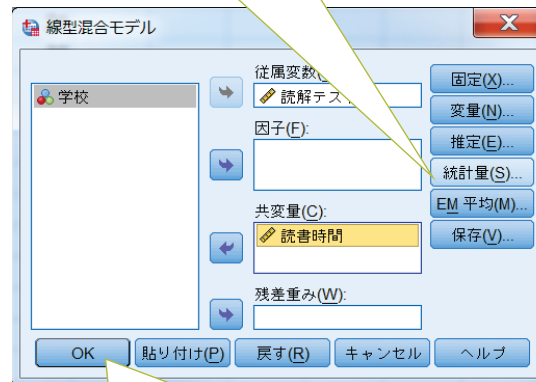 線型混合モデル
学校
従属変数(
読解テス
因子(F):
共変量(C):
読書時間
残差重み(W):
固定(X)...
変量(N)...
推定(E)...
統計量(S)...
EM 平均(M)...
保存(V)...
OK
貼り付け(P)
戻す(R)
キャンセル
ヘルプ